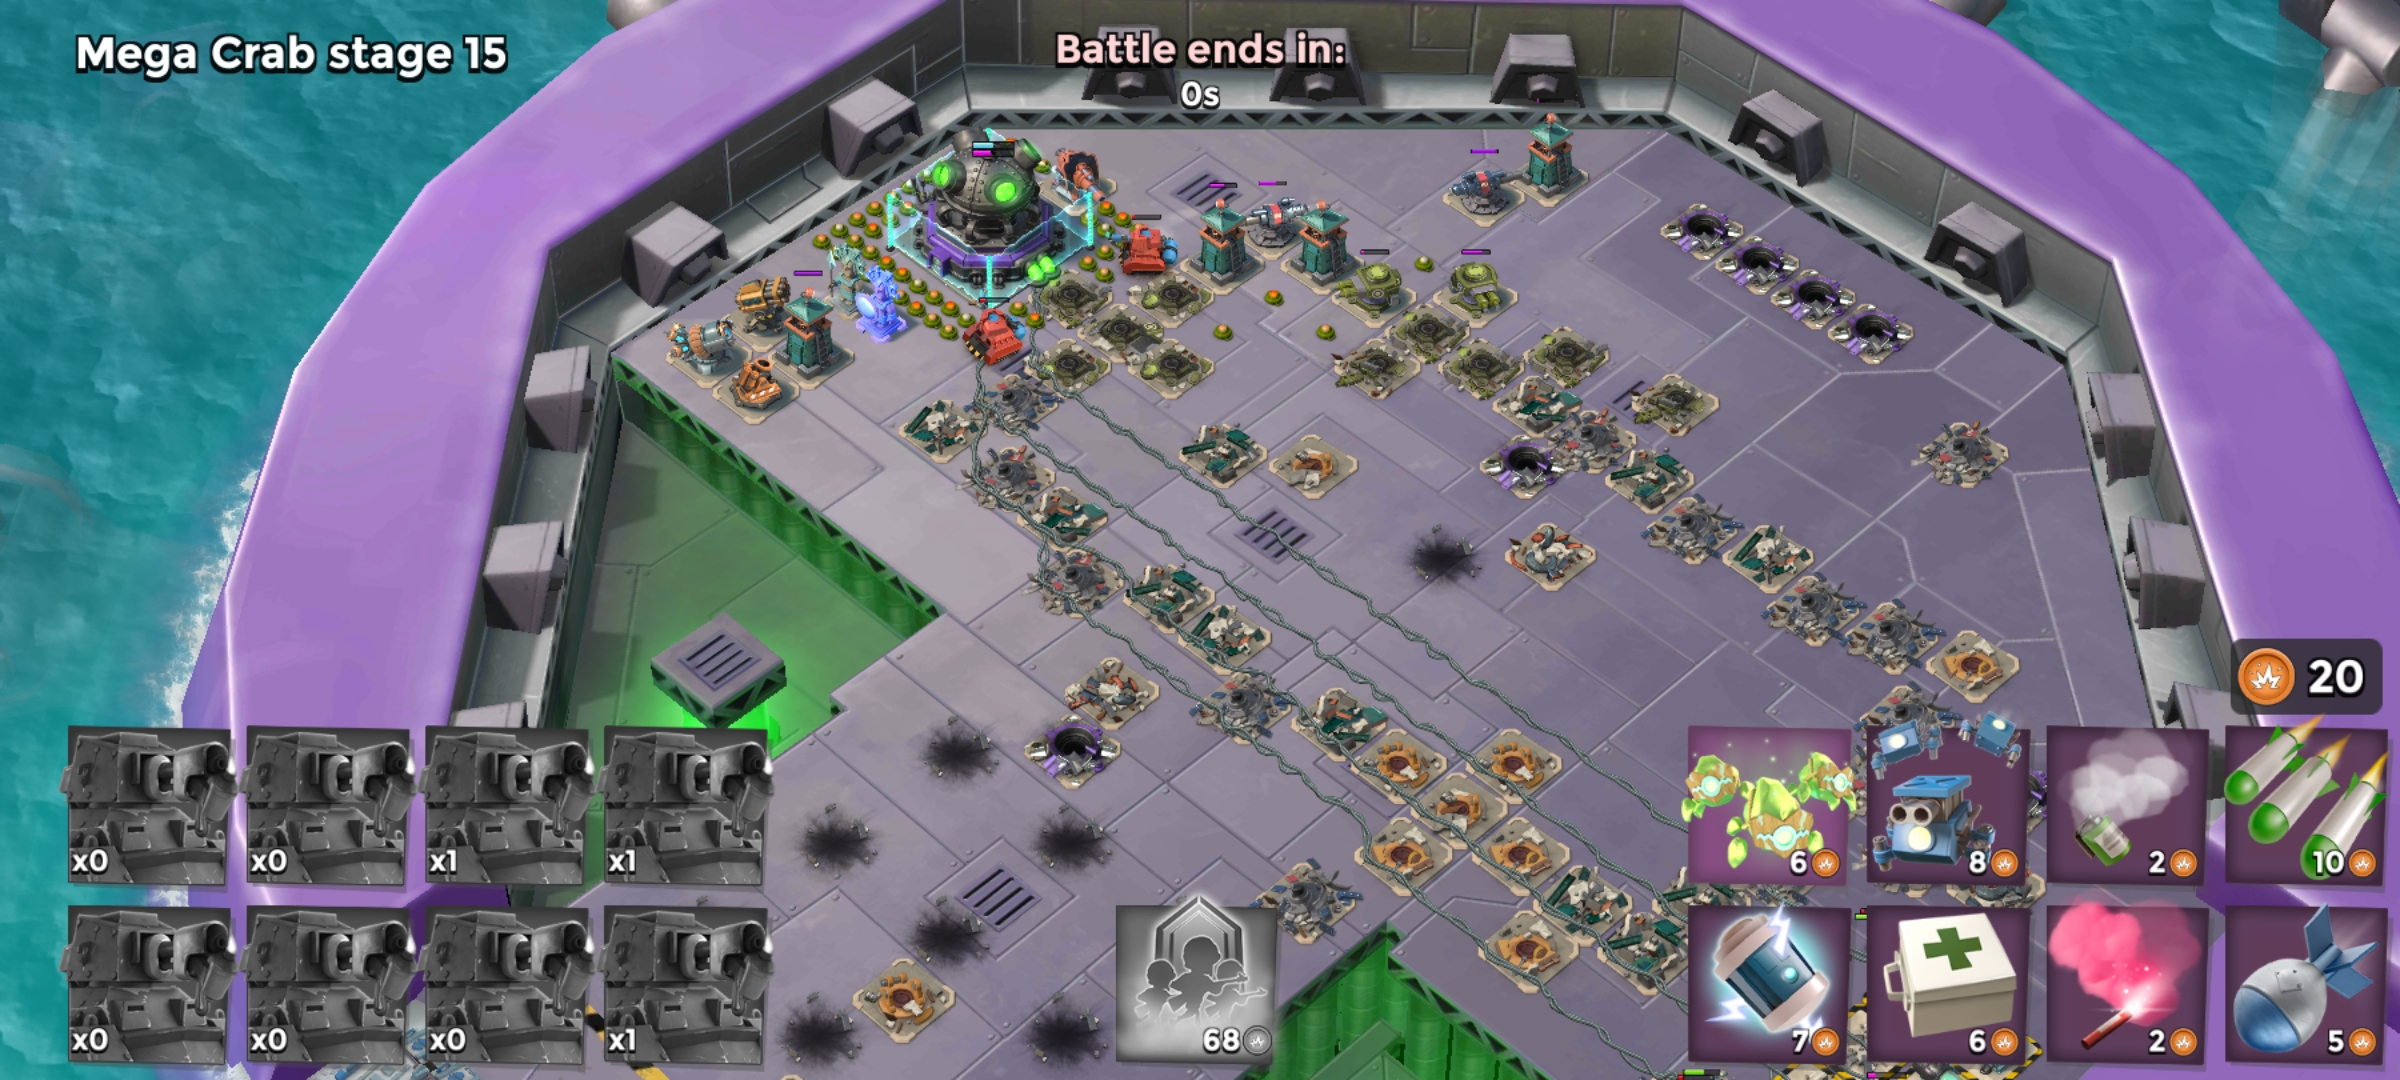 Mega Crab stage 15
Battle ends in:
0s
20
x0 x0 x1 x1
6 8 2 10
x0 x0 x0 x1
68
7 6 2 5